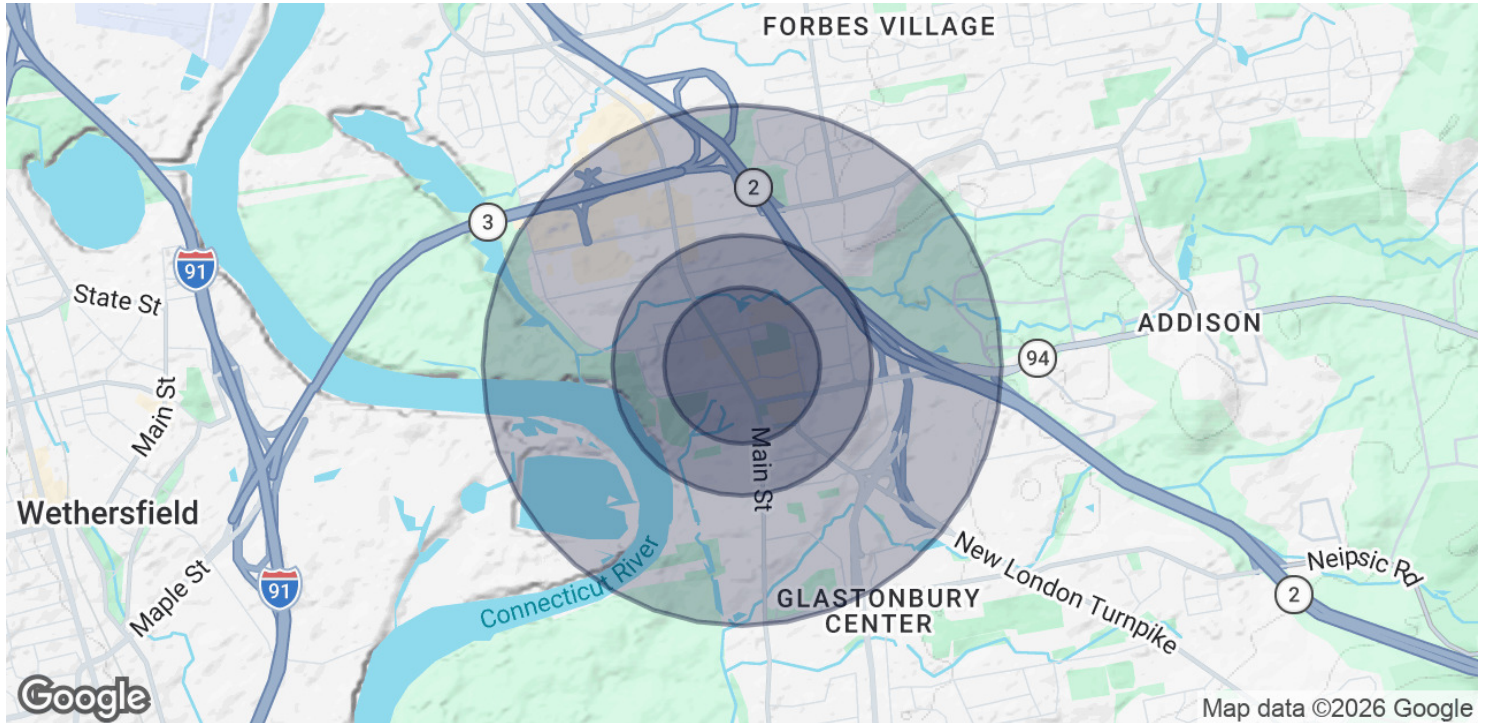 FORBES VILLAGE
2
3
91
State St
ADDISON
94
Main St
Main St
Wethersfield
Maple St
91
Connecticut River
New London Turnpike
Neipsic Rd
2
GLASTONBURY
CENTER
Google
Map data ©2026 Google